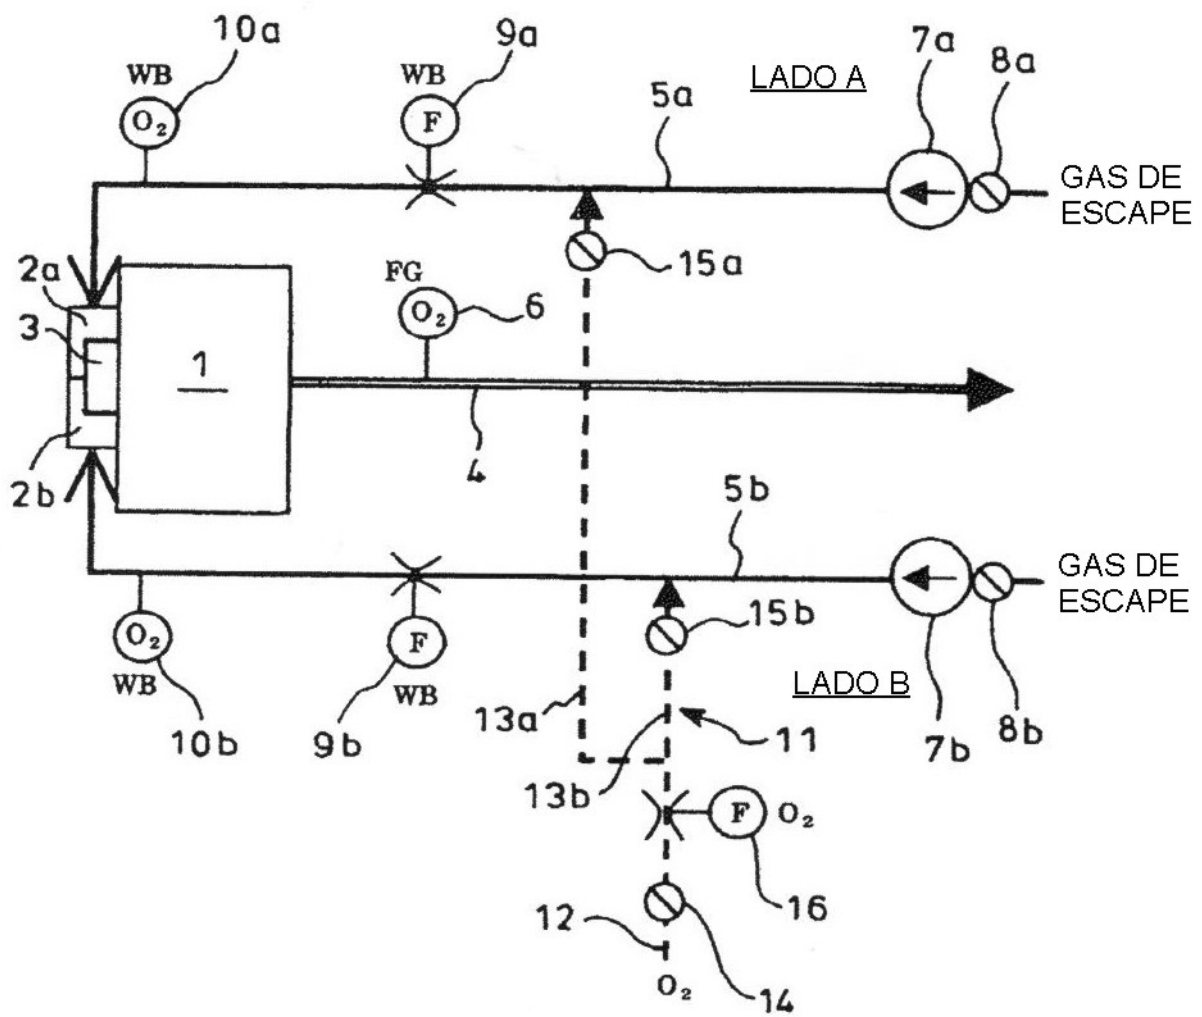 10a
9a
7a
WB
WB
LADO A
8a
5a
O₂
F
GAS DE
ESCAPE
2a
FG
15a
3
O₂
6
1
4
2b
5b
GAS DE
ESCAPE
15b
O₂
F
WB
WB
LADO B
13a
10b
9b
11
7b
8b
13b
F
O₂
12
16
O₂
14